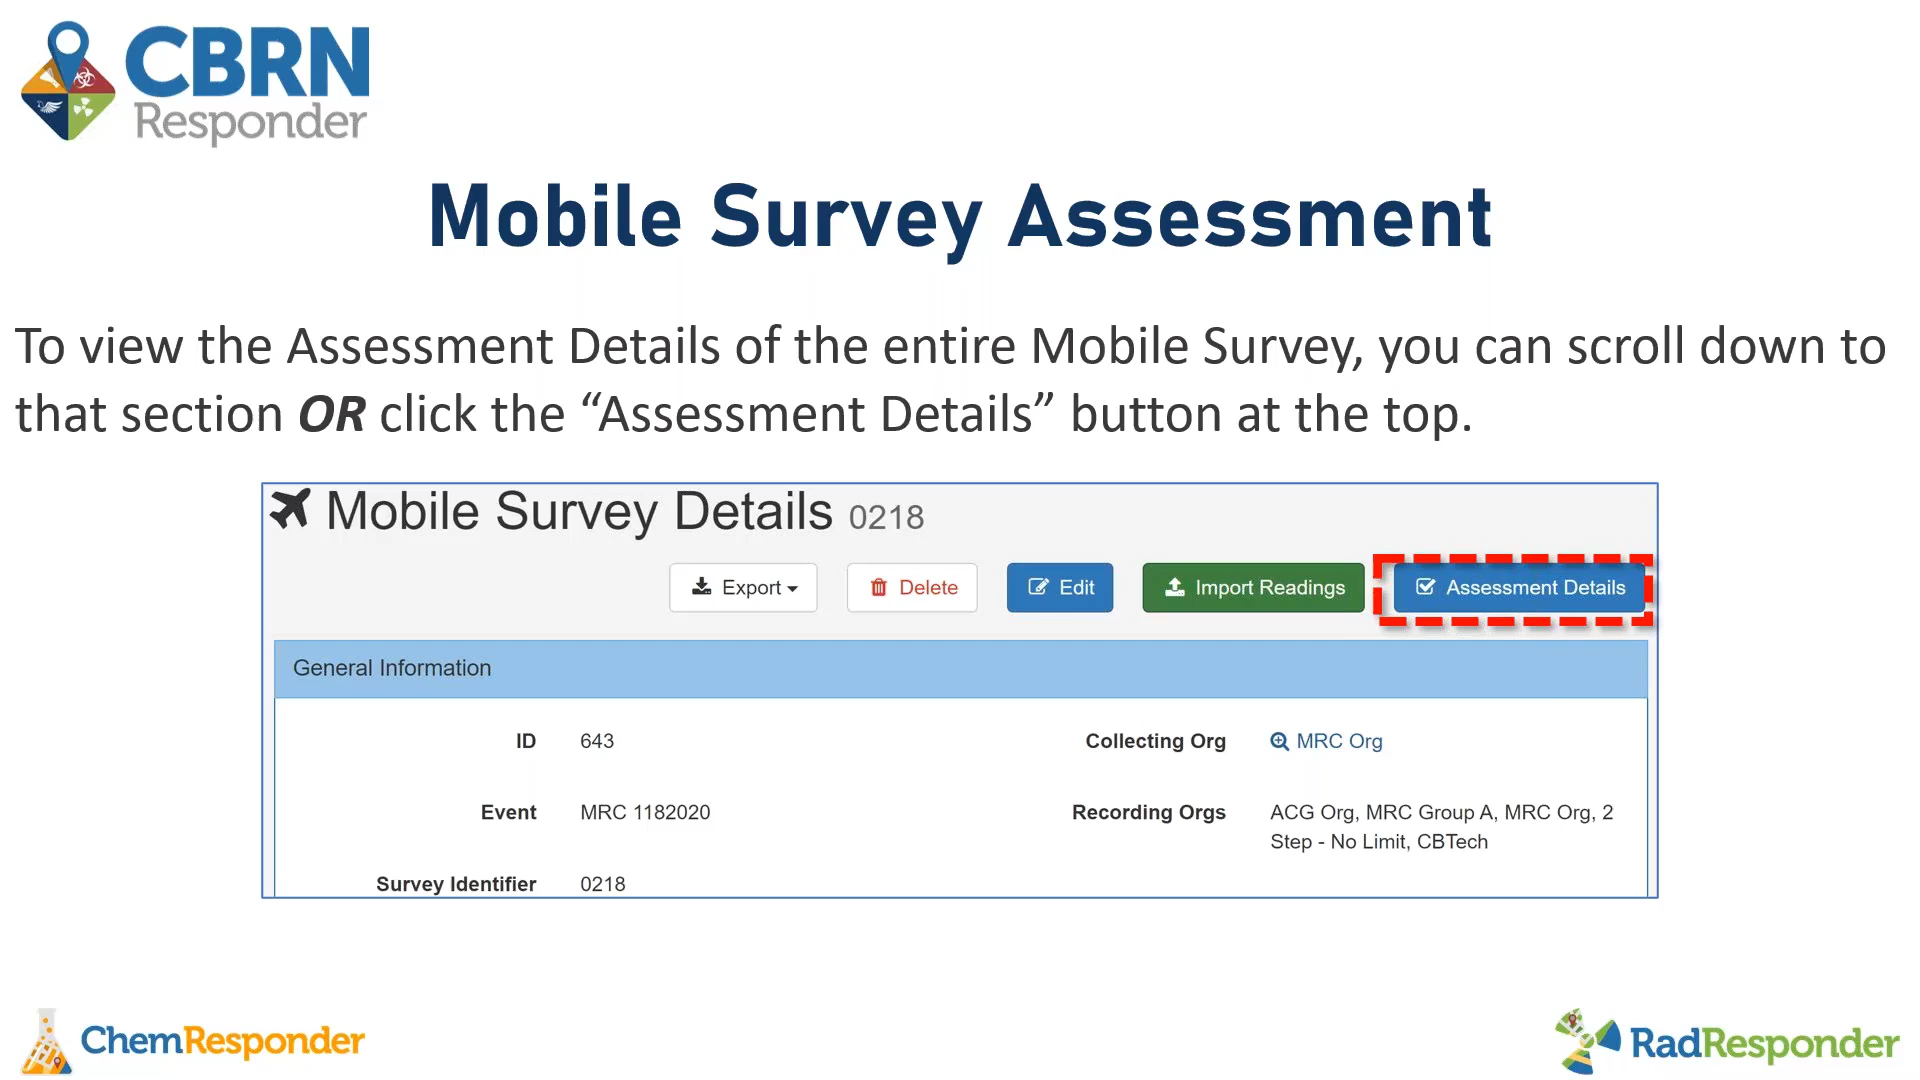 CBRN
Responder
Mobile Survey Assessment
To view the Assessment Details of the entire Mobile Survey, you can scroll down to
that section OR click the “Assessment Details” button at the top.
Mobile Survey Details 0218
Export Delete Edit Import Readings Assessment Details
General Information
ID 643 Collecting Org MRC Org
Event MRC 1182020 Recording Orgs ACG Org, MRC Group A, MRC Org, 2
Step - No Limit, CBTech
Survey Identifier 0218
ChemResponder RadResponder